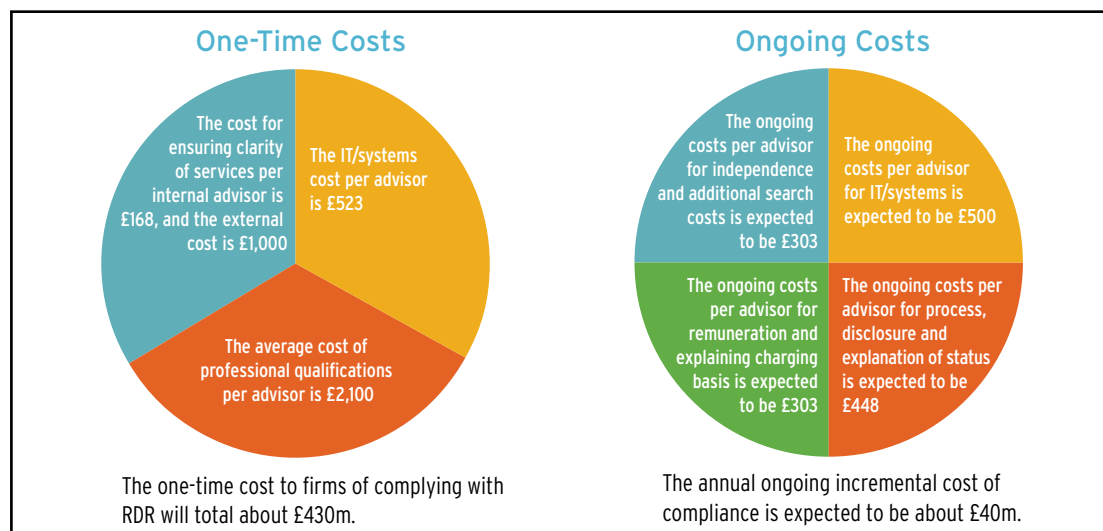 One-Time Costs
The cost for
ensuring clarity
of services per
internal advisor is
£168, and the external
cost is £1,000
The IT/systems
cost per advisor
is £523
The average cost of
professional qualifications
per advisor is £2,100
The one-time cost to firms of complying with
RDR will total about £430m.
Ongoing Costs
The ongoing
costs per advisor
for independence
and additional search
costs is expected
to be £303
The ongoing
costs per advisor
for IT/systems is
expected to be £500
The ongoing costs
per advisor for
remuneration and
explaining charging
basis is expected
to be £303
The ongoing costs per
advisor for process,
disclosure and
explanation of status
is expected to be
£448
The annual ongoing incremental cost of
compliance is expected to be about £40m.